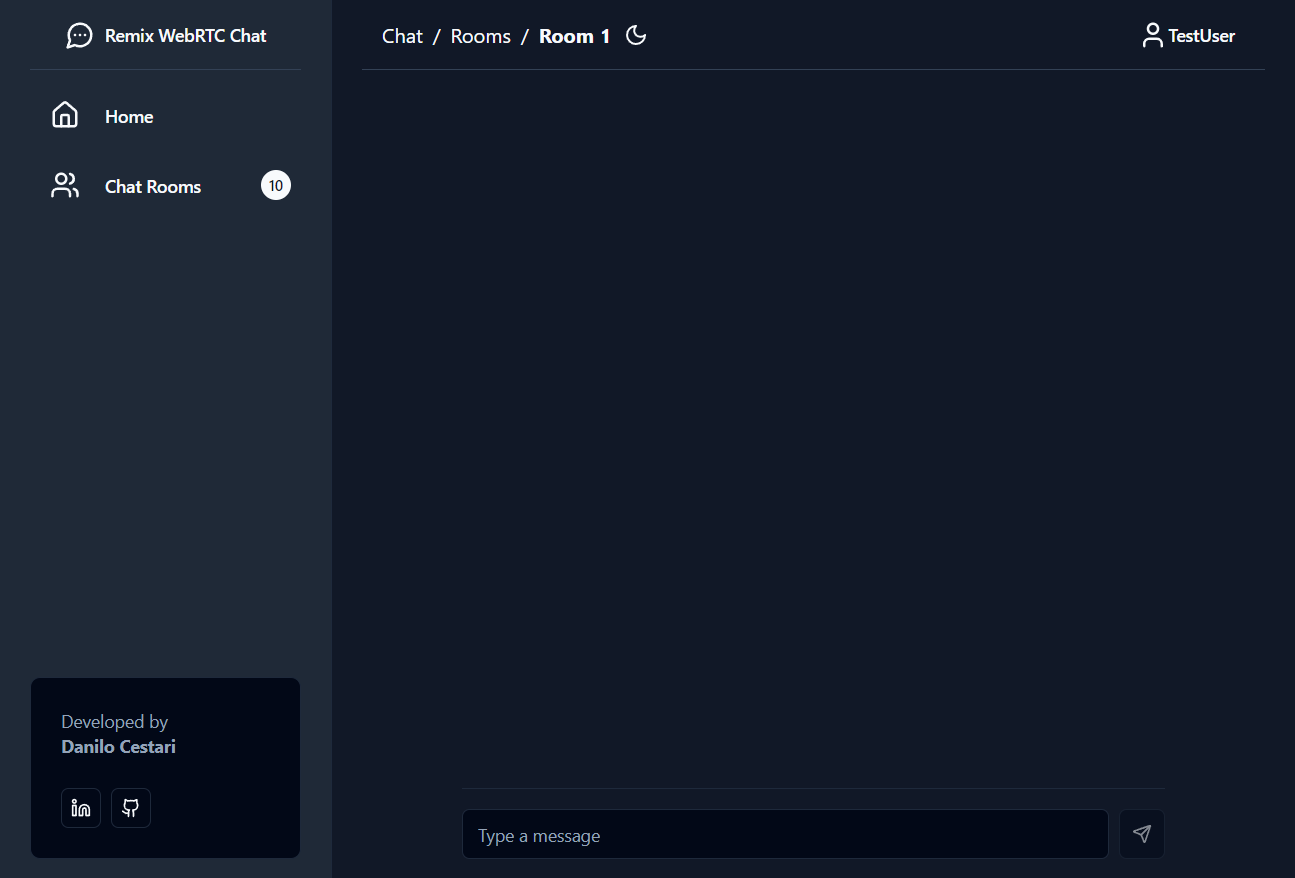 Remix WebRTC Chat
Home
Chat Rooms
10
Developed by
Danilo Cestari
Chat / Rooms / Room 1
TestUser
Type a message